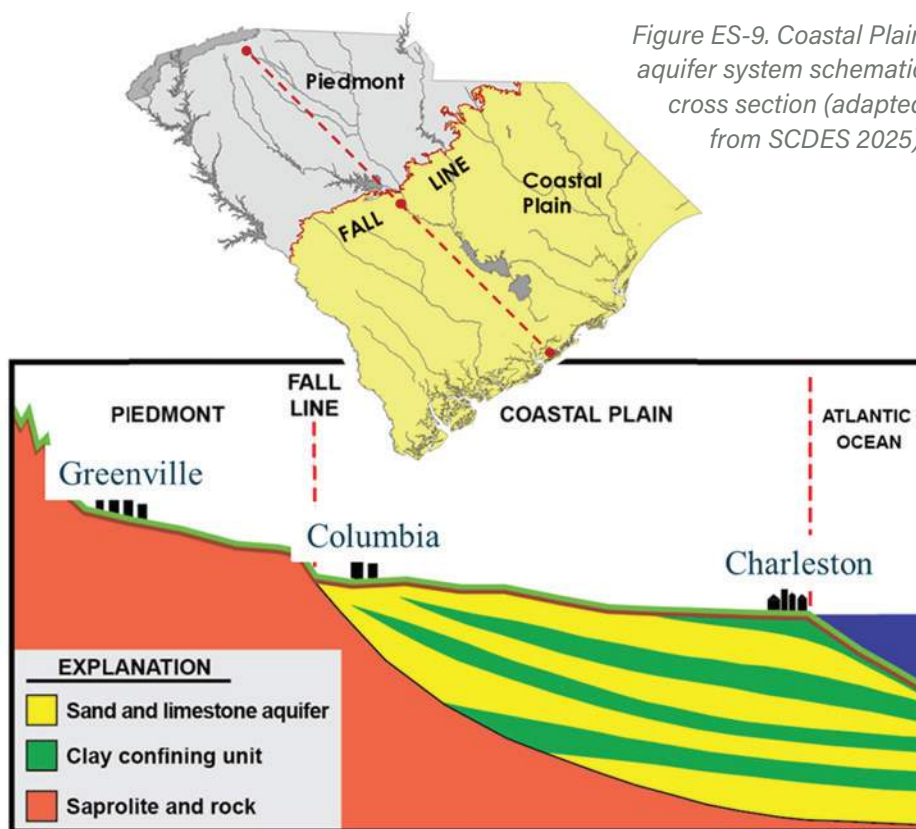 Figure ES-9. Coastal Plain
aquifer system schematic
cross section (adapted
from SCDES 2025)
Piedmont
FALL LINE
Coastal
Plain
PIEDMONT
FALL
LINE
COASTAL PLAIN
ATLANTIC
OCEAN
Greenville
Columbia
Charleston
EXPLANATION
Sand and limestone aquifer
Clay confining unit
Saprolite and rock